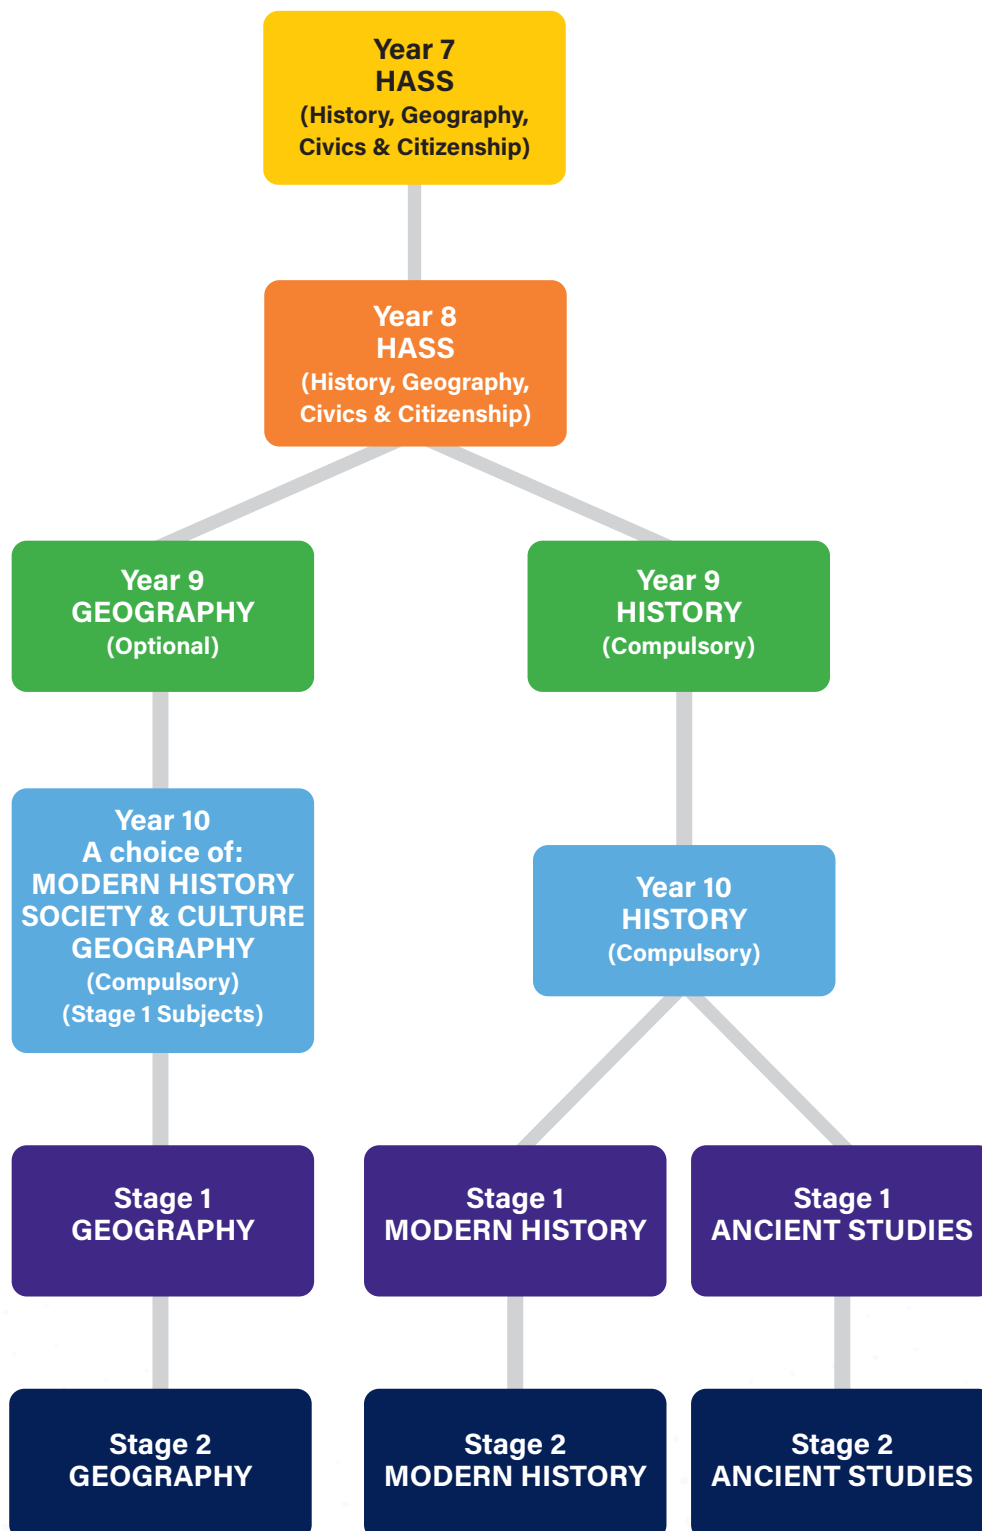 Year 7
HASS
(History, Geography,
Civics & Citizenship)
Year 8
HASS
(History, Geography,
Civics & Citizenship)
Year 9
GEOGRAPHY
(Optional)
Year 9
HISTORY
(Compulsory)
Year 10
A choice of:
MODERN HISTORY
SOCIETY & CULTURE
GEOGRAPHY
(Compulsory)
(Stage 1 Subjects)
Year 10
HISTORY
(Compulsory)
Stage 1
GEOGRAPHY
Stage 1
MODERN HISTORY
Stage 1
ANCIENT STUDIES
Stage 2
GEOGRAPHY
Stage 2
MODERN HISTORY
Stage 2
ANCIENT STUDIES